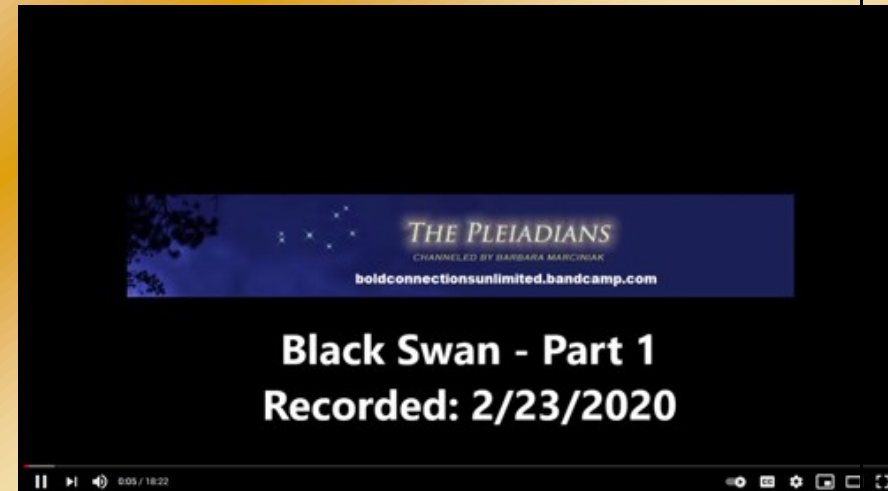 THE PLEIADIANS
CHANNELED BY BARBARA MARCINIAK
boldconnectionsunlimited.bandcamp.com
Black Swan - Part 1
Recorded: 2/23/2020
0:05 / 18:22
CC